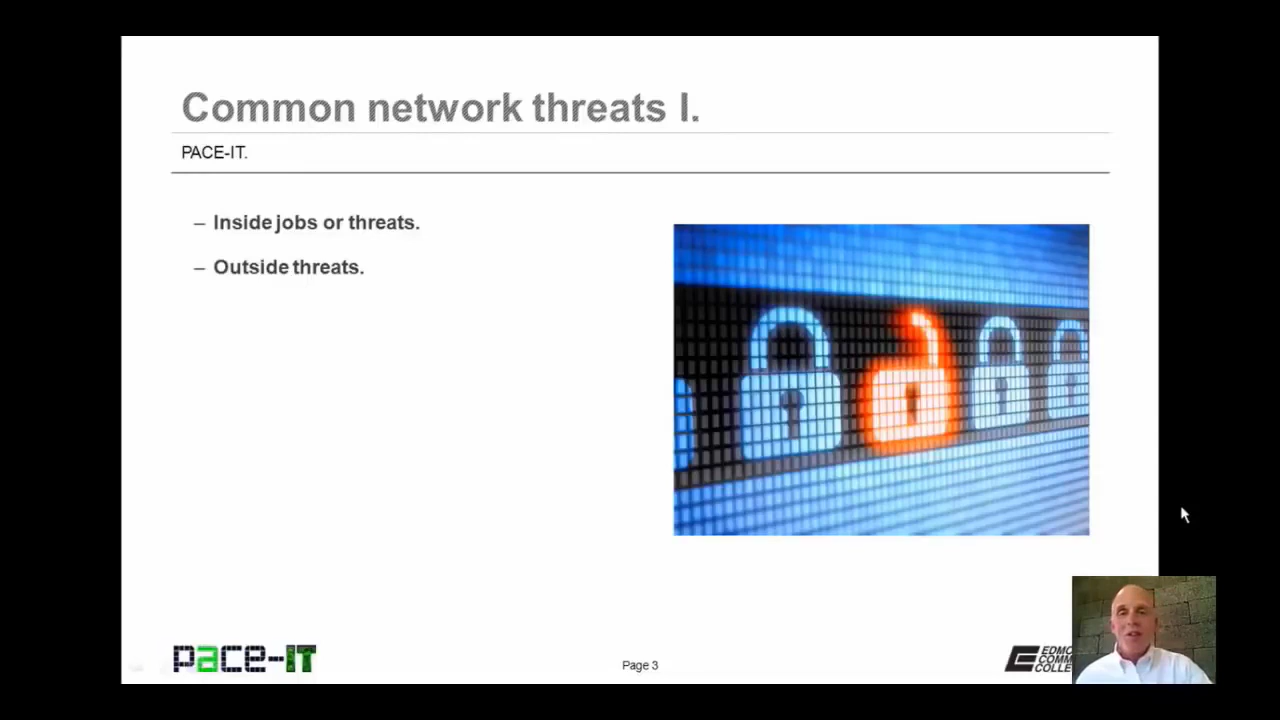 Common network threats I.
PACE-IT.
– Inside jobs or threats.
– Outside threats.
pace-IT
Page 3